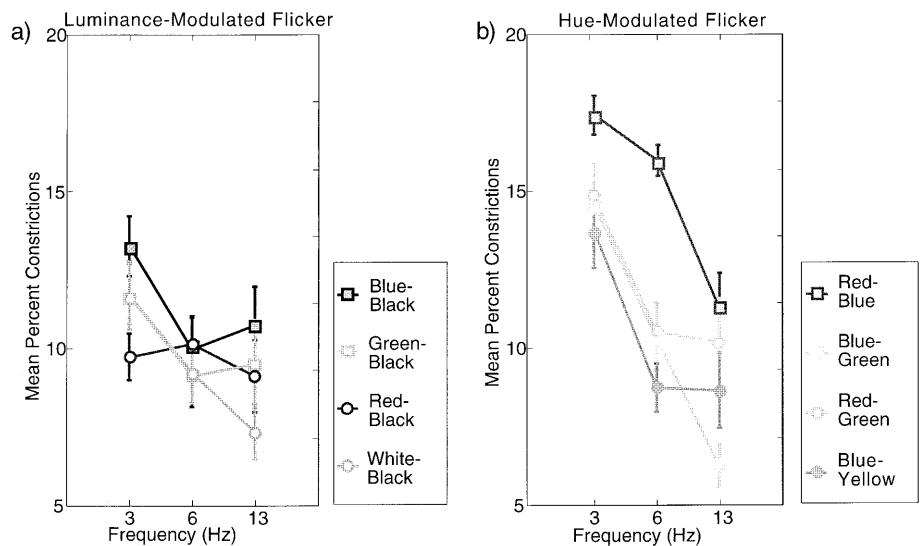 a) Luminance-Modulated Flicker
20
15
10
5
Mean Percent Constrictions
3 6 13
Frequency (Hz)
Blue-
Black
Green-
Black
Red-
Black
White-
Black
b) Hue-Modulated Flicker
20
15
10
5
Mean Percent Constrictions
3 6 13
Frequency (Hz)
Red-
Blue
Blue-
Green
Red-
Green
Blue-
Yellow